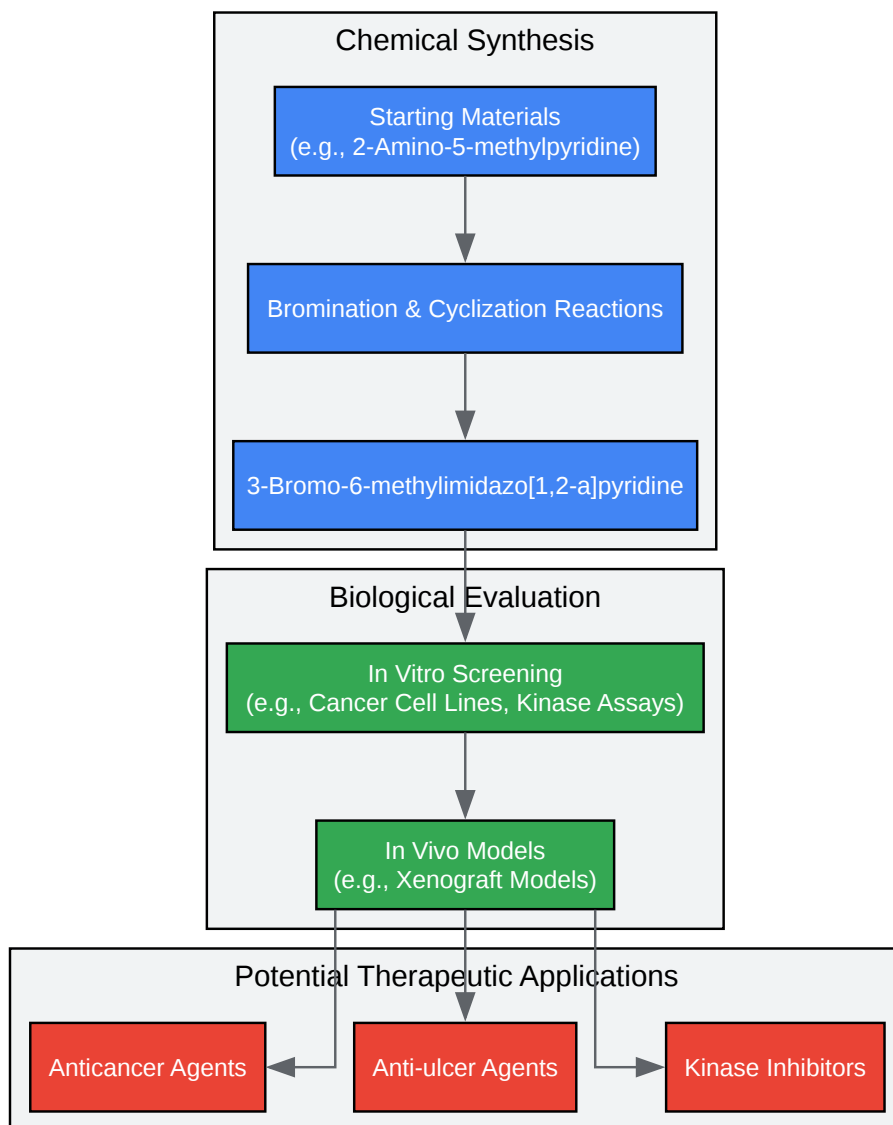 Chemical Synthesis
Starting Materials
(e.g., 2-Amino-5-methylpyridine)
Bromination & Cyclization Reactions
3-Bromo-6-methylimidazo[1,2-a]pyridine
Biological Evaluation
In Vitro Screening
(e.g., Cancer Cell Lines, Kinase Assays)
In Vivo Models
(e.g., Xenograft Models)
Potential Therapeutic Applications
Anticancer Agents
Anti-ulcer Agents
Kinase Inhibitors